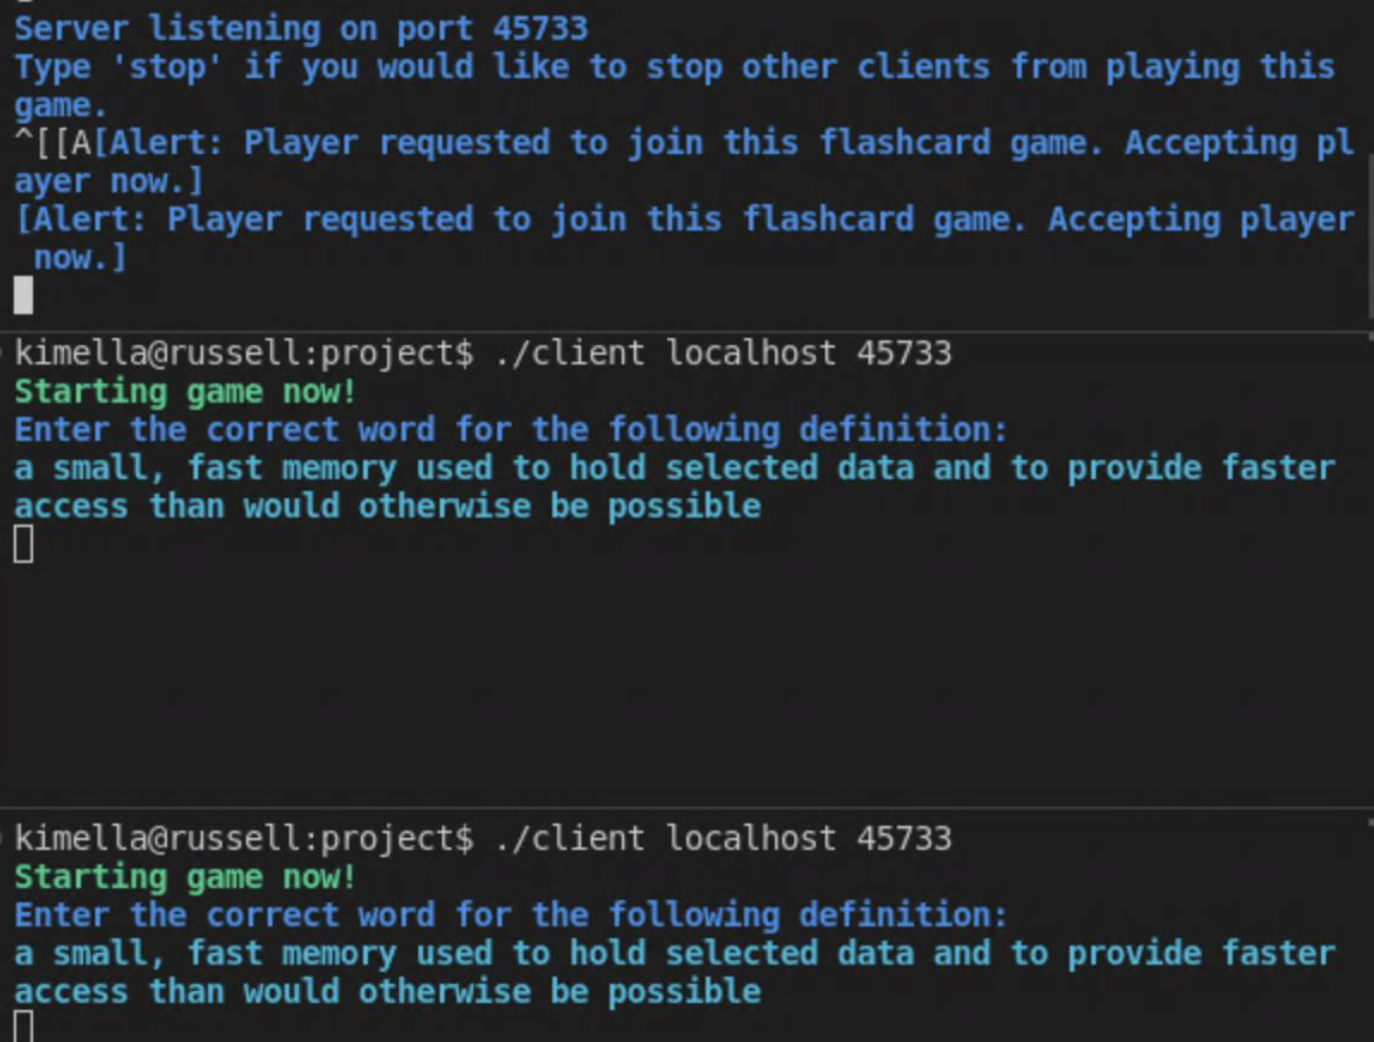 Server listening on port 45733
Type 'stop' if you would like to stop other clients from playing this
game.
^[[A[Alert: Player requested to join this flashcard game. Accepting pl
ayer now.]
[Alert: Player requested to join this flashcard game. Accepting player
 now.]
kimella@russell:project$ ./client localhost 45733
Starting game now!
Enter the correct word for the following definition:
a small, fast memory used to hold selected data and to provide faster
access than would otherwise be possible
kimella@russell:project$ ./client localhost 45733
Starting game now!
Enter the correct word for the following definition:
a small, fast memory used to hold selected data and to provide faster
access than would otherwise be possible